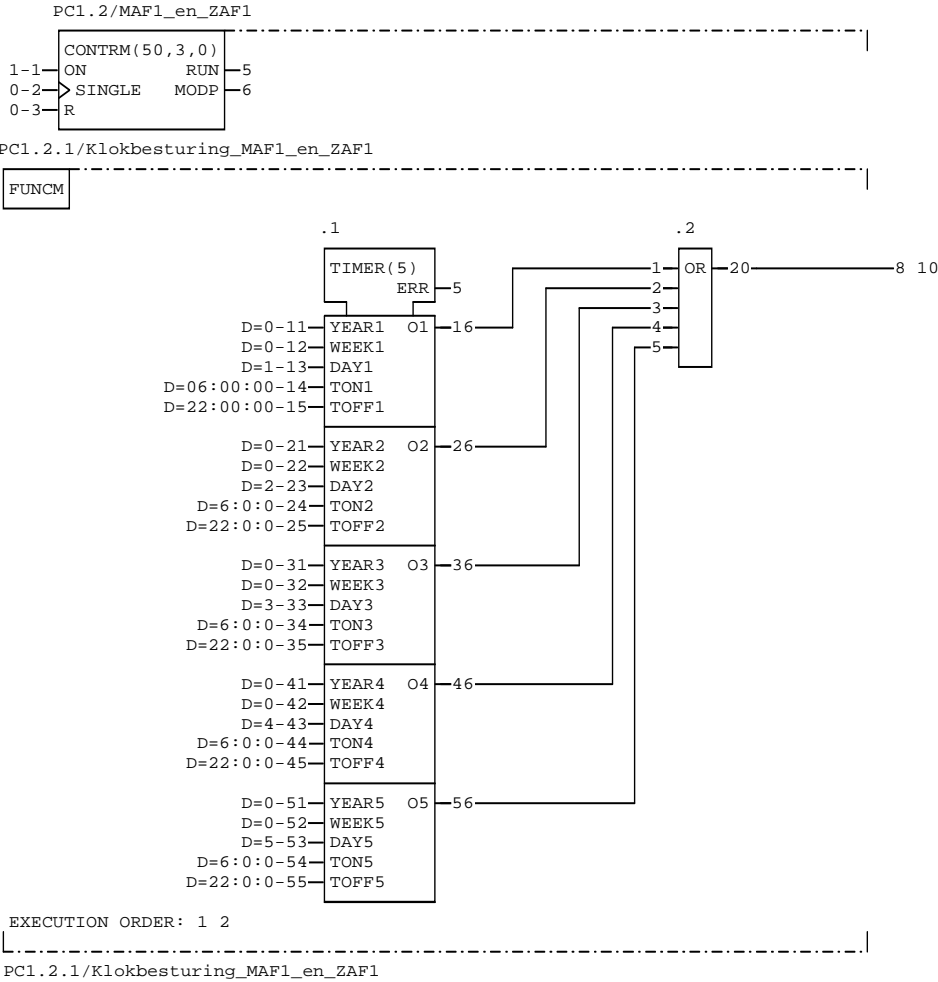 PC1.2/MAF1_en_ZAF1
CONTRM(50,3,0)
1-1 ON RUN 5
0-2 SINGLE MODP 6
0-3 R
PC1.2.1/Klokbesturing_MAF1_en_ZAF1
FUNCM
.1 .2
TIMER(5) 1 OR 20 8 10
ERR 5 2
3
D=0-11 YEAR1 O1 16 4
D=0-12 WEEK1 5
D=1-13 DAY1
D=06:00:00-14 TON1
D=22:00:00-15 TOFF1
D=0-21 YEAR2 O2 26
D=0-22 WEEK2
D=2-23 DAY2
D=6:0:0-24 TON2
D=22:0:0-25 TOFF2
D=0-31 YEAR3 O3 36
D=0-32 WEEK3
D=3-33 DAY3
D=6:0:0-34 TON3
D=22:0:0-35 TOFF3
D=0-41 YEAR4 O4 46
D=0-42 WEEK4
D=4-43 DAY4
D=6:0:0-44 TON4
D=22:0:0-45 TOFF4
D=0-51 YEAR5 O5 56
D=0-52 WEEK5
D=5-53 DAY5
D=6:0:0-54 TON5
D=22:0:0-55 TOFF5
EXECUTION ORDER: 1 2
PC1.2.1/Klokbesturing_MAF1_en_ZAF1